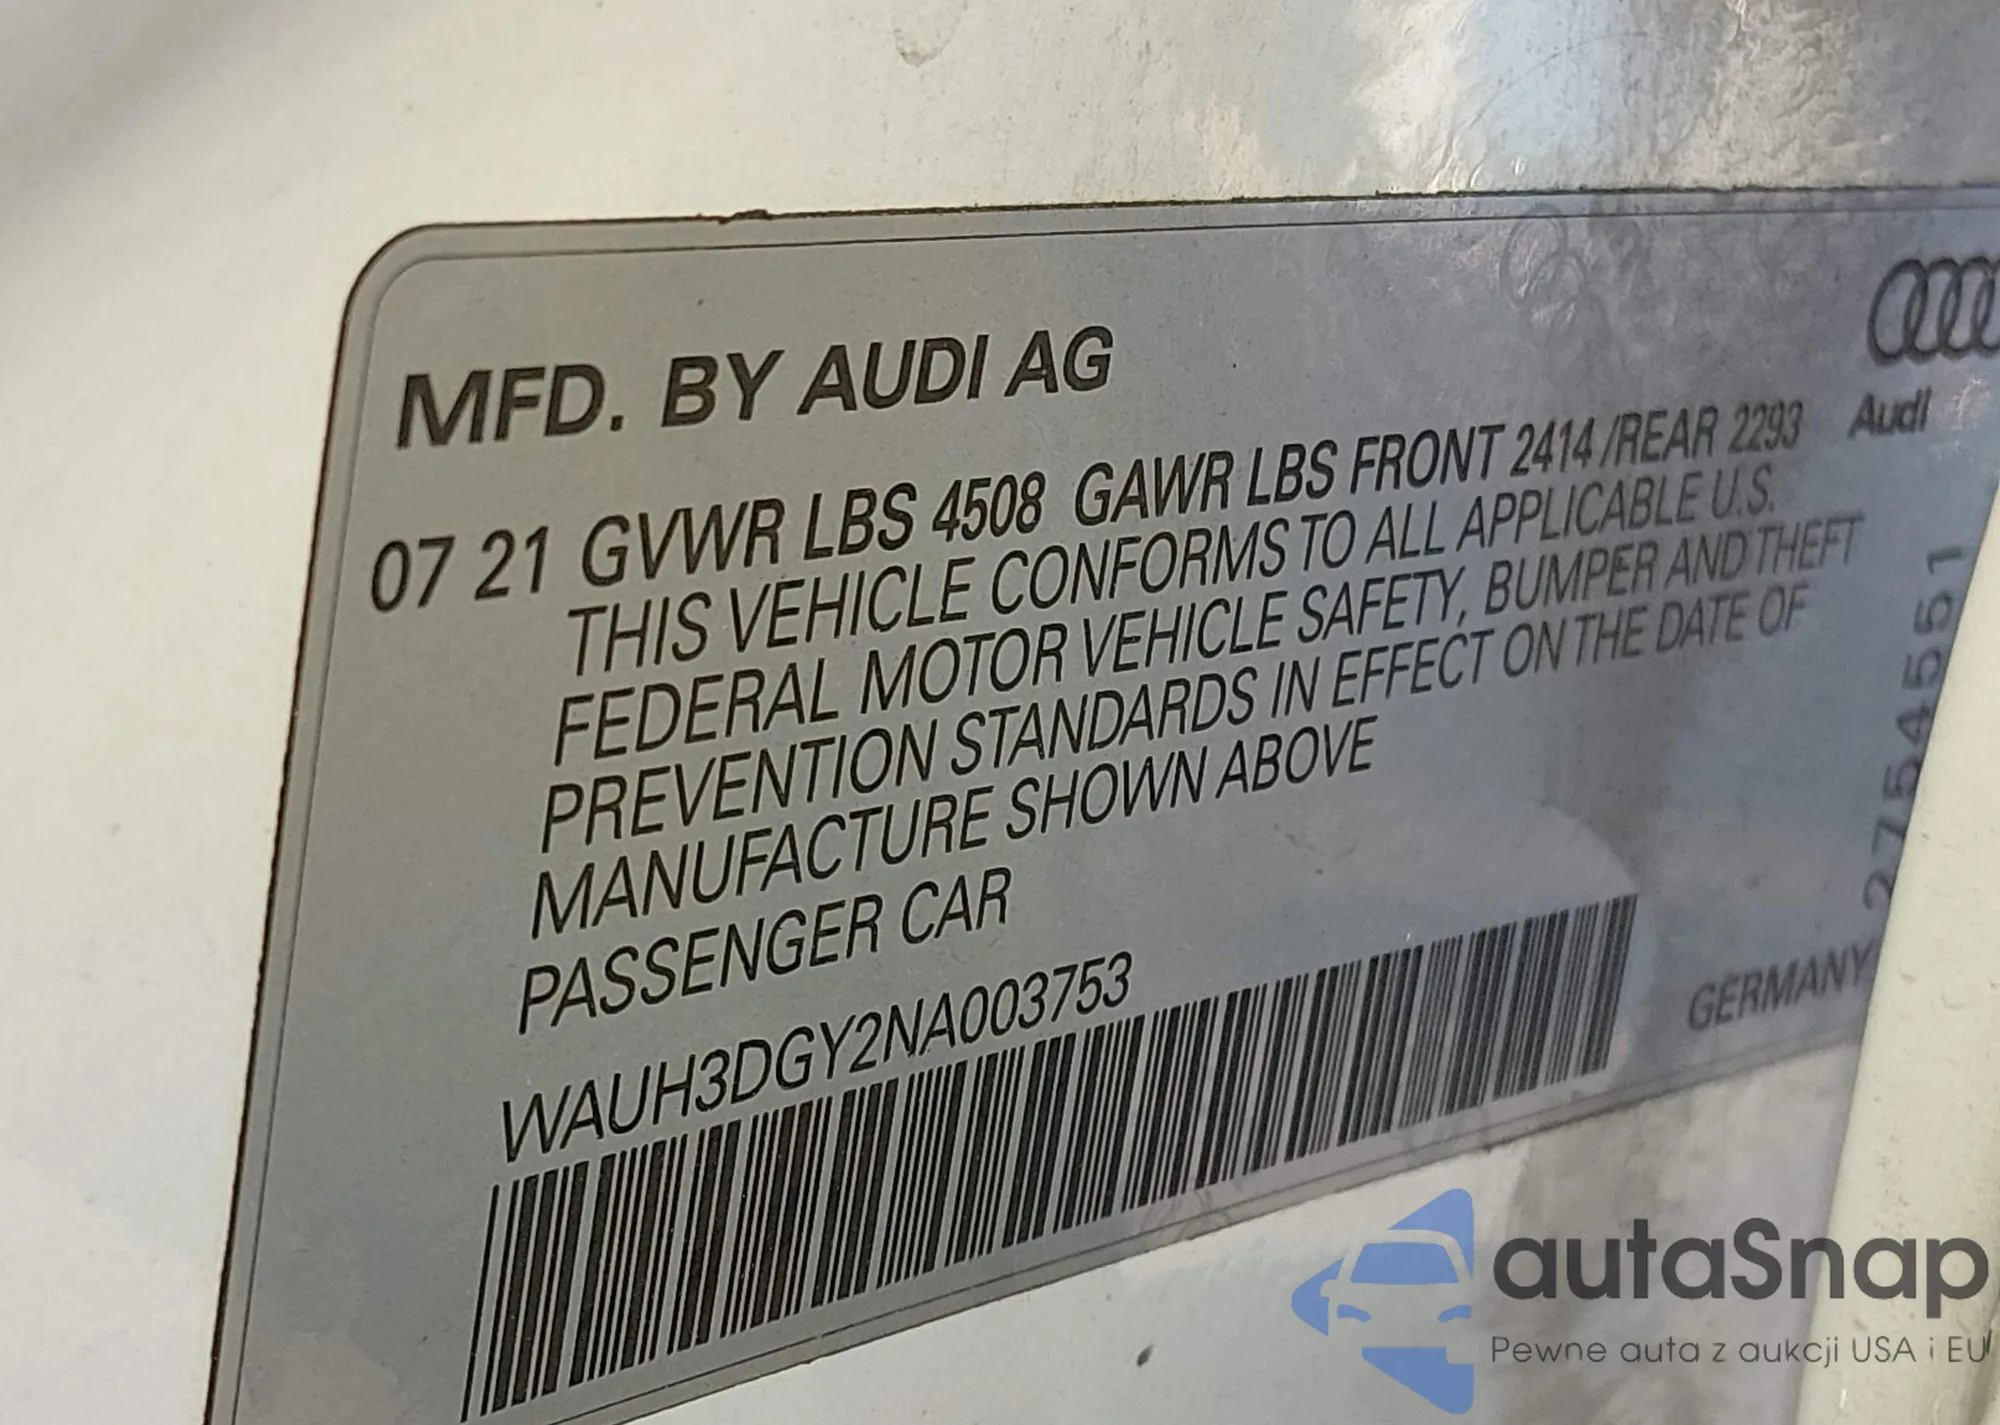 MFD. BY AUDI AG
Audi
07 21 GVWR LBS 4508 GAWR LBS FRONT 2414/REAR 2293
THIS VEHICLE CONFORMS TO ALL APPLICABLE U.S.
FEDERAL MOTOR VEHICLE SAFETY, BUMPER AND THEFT
PREVENTION STANDARDS IN EFFECT ON THE DATE OF
MANUFACTURE SHOWN ABOVE
PASSENGER CAR
WAUH3DGY2NA003753
GERMANY
27545551
autaSnap
Pewne auta z aukcji USA i EU